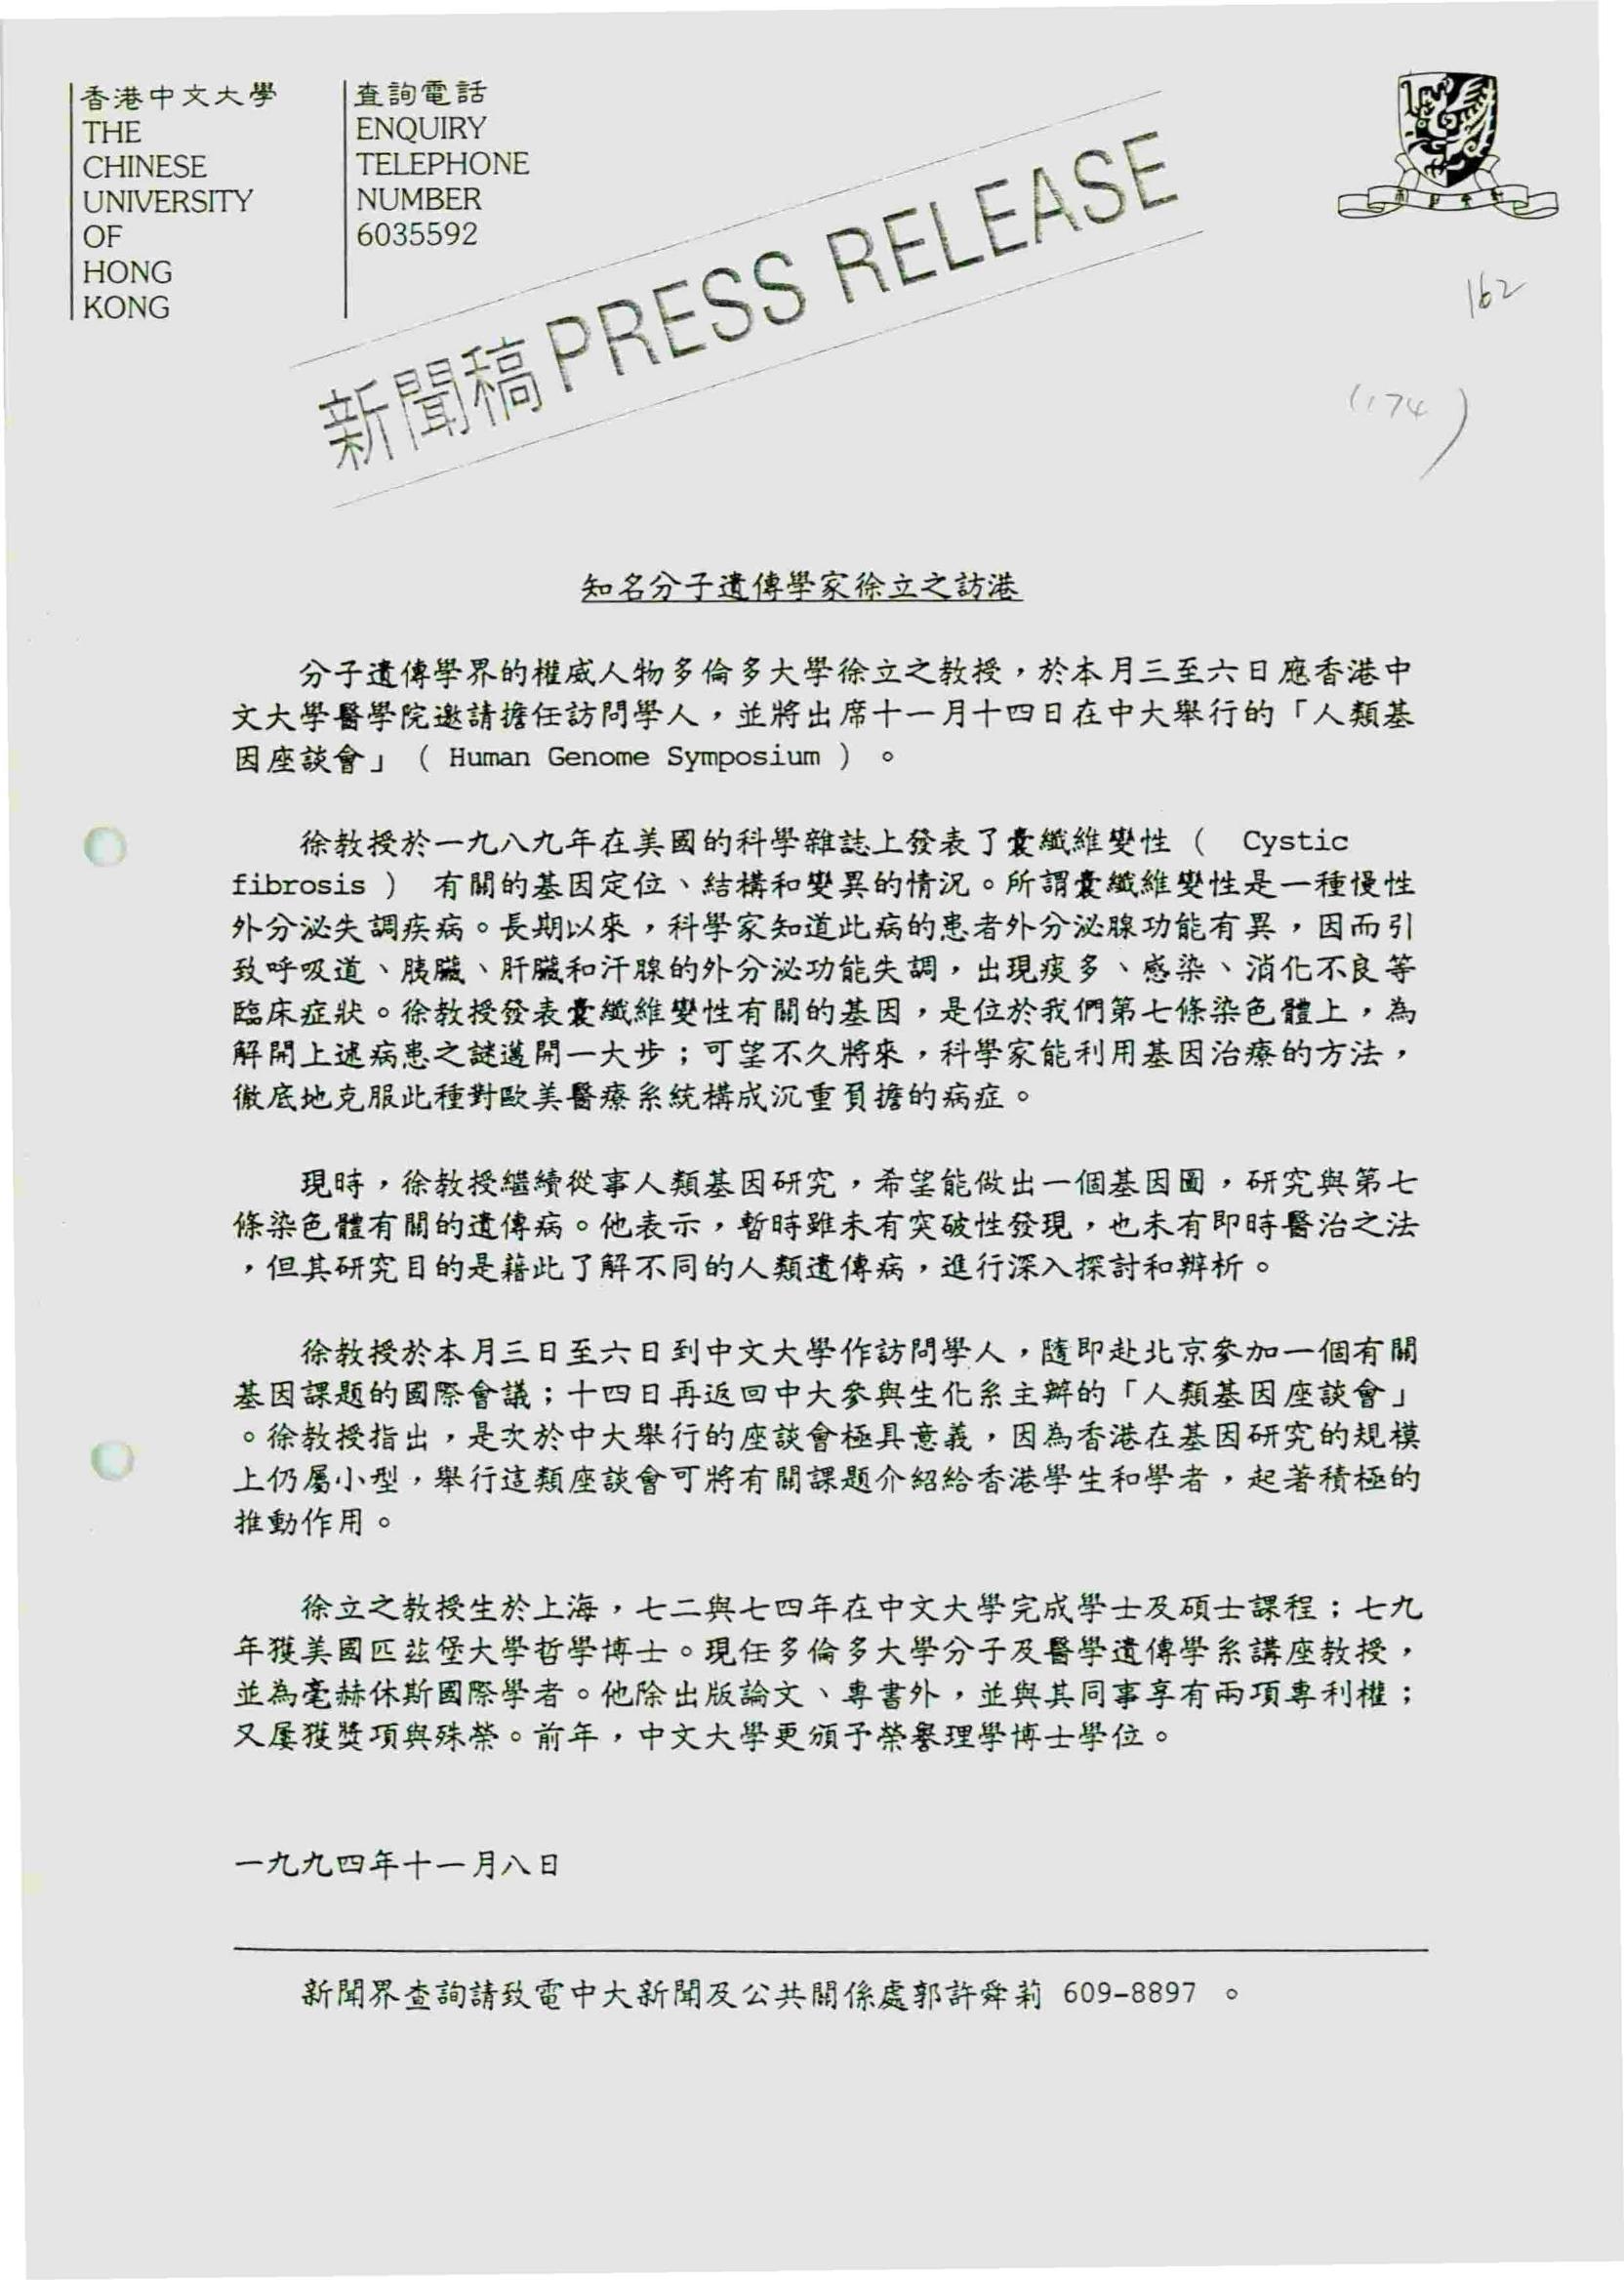 香港中文大學
THE
CHINESE
UNIVERSITY
OF
HONG
KONG
查詢電話
ENQUIRY
TELEPHONE
NUMBER
6035592
新聞稿 PRESS RELEASE
162
(174)
知名分子遺傳學家徐立之訪港
分子遺傳學界的權威人物多倫多大學徐立之教授，於本月三至六日應香港中
文大學醫學院邀請擔任訪問學人，並將出席十一月十四日在中大舉行的「人類基
因座談會」 ( Human Genome Symposium ) 。
徐教授於一九八九年在美國的科學雜誌上發表了囊纖維變性 ( Cystic
fibrosis ) 有關的基因定位、結構和變異的情況。所謂囊纖維變性是一種慢性
外分泌失調疾病。長期以來，科學家知道此病的患者外分泌腺功能有異，因而引
致呼吸道、胰臟、肝臟和汗腺的外分泌功能失調，出現痰多、感染、消化不良等
臨床症狀。徐教授發表囊纖維變性有關的基因，是位於我們第七條染色體上，為
解開上述病患之謎邁開一大步；可望不久將來，科學家能利用基因治療的方法，
徹底地克服此種對歐美醫療系統構成沉重負擔的病症。
現時，徐教授繼續從事人類基因研究，希望能做出一個基因圖，研究與第七
條染色體有關的遺傳病。他表示，暫時雖未有突破性發現，也未有即時醫治之法
，但其研究目的是藉此了解不同的人類遺傳病，進行深入探討和辨析。
徐教授於本月三日至六日到中文大學作訪問學人，隨即赴北京參加一個有關
基因課題的國際會議；十四日再返回中大參與生化系主辦的「人類基因座談會」
。徐教授指出，是次於中大舉行的座談會極具意義，因為香港在基因研究的規模
上仍屬小型，舉行這類座談會可將有關課題介紹給香港學生和學者，起著積極的
推動作用。
徐立之教授生於上海，七二與七四年在中文大學完成學士及碩士課程；七九
年獲美國匹茲堡大學哲學博士。現任多倫多大學分子及醫學遺傳學系講座教授，
並為毫赫休斯國際學者。他除出版論文、專書外，並與其同事享有兩項專利權；
又屢獲獎項與殊榮。前年，中文大學更頒予榮譽理學博士學位。
一九九四年十一月八日
新聞界查詢請致電中大新聞及公共關係處郭許舜莉 609-8897 。